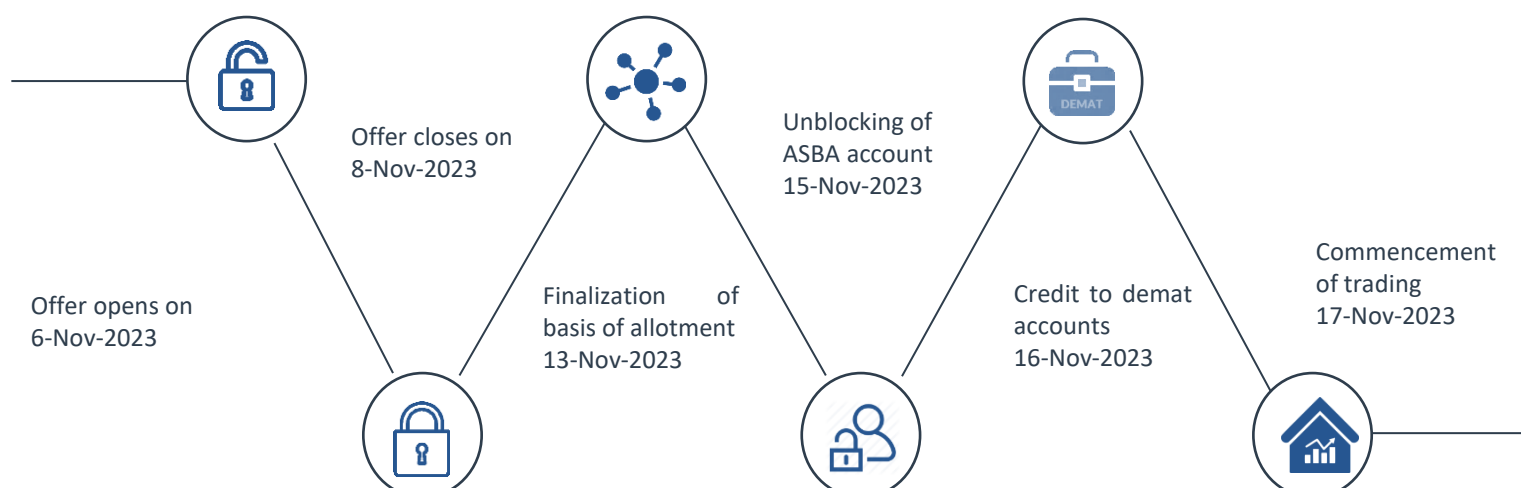 Offer opens on
6-Nov-2023
Offer closes on
8-Nov-2023
Finalization of
basis of allotment
13-Nov-2023
Unblocking of
ASBA account
15-Nov-2023
DEMAT
Credit to demat
accounts
16-Nov-2023
Commencement
of trading
17-Nov-2023